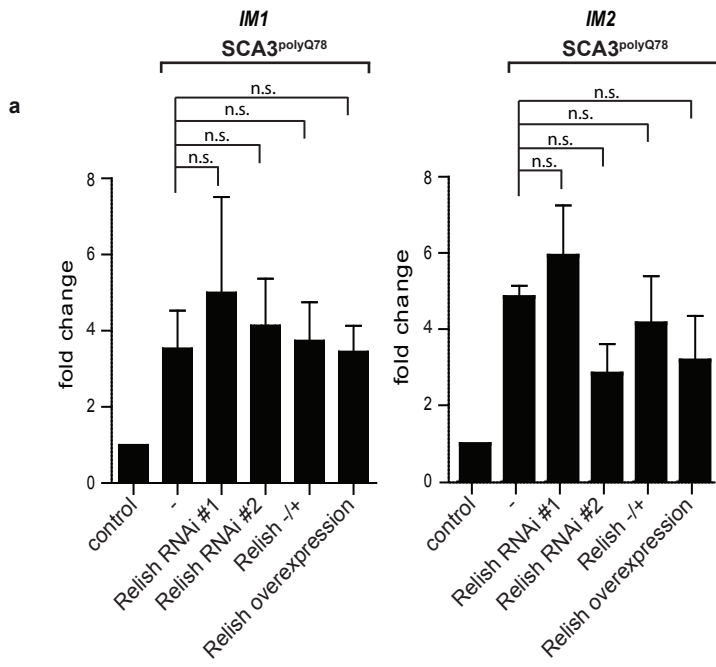 a
IM1
SCA3polyQ78
n.s.
n.s.
n.s.
n.s.
fold change
8
6
4
2
0
control
-
Relish RNAi #1
Relish RNAi #2
Relish -/+
Relish overexpression
IM2
SCA3polyQ78
n.s.
n.s.
n.s.
n.s.
fold change
8
6
4
2
0
control
-
Relish RNAi #1
Relish RNAi #2
Relish -/+
Relish overexpression